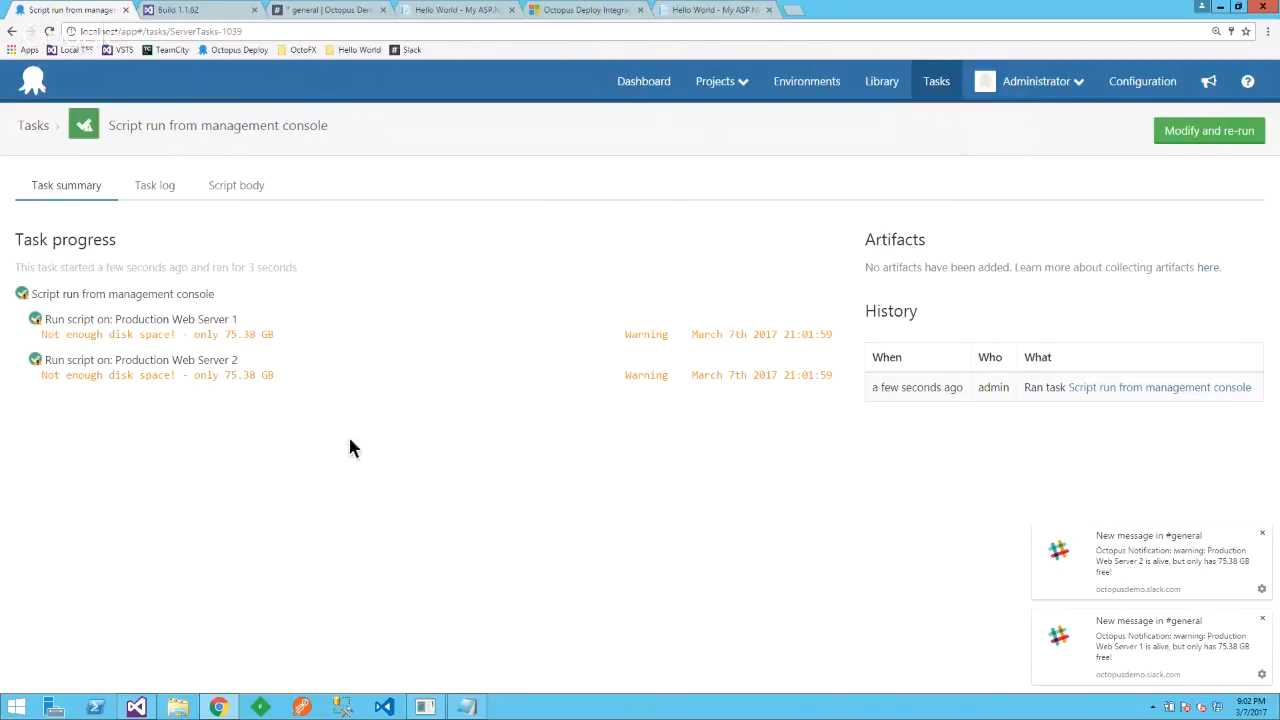 Script run from manage
Build 1.1.62
* general | Octopus Dem
Hello World - My ASP.N
Octopus Deploy Integra
Hello World - My ASP.N
localhost/app#/tasks/ServerTasks-1039
Apps
Local TFS
VSTS
TeamCity
Octopus Deploy
OctoFX
Hello World
Slack
Dashboard
Projects
Environments
Library
Tasks
Administrator
Configuration
Tasks
Script run from management console
Modify and re-run
Task summary
Task log
Script body
Task progress
This task started a few seconds ago and ran for 3 seconds
Script run from management console
Run script on: Production Web Server 1
Not enough disk space! - only 75.38 GB Warning March 7th 2017 21:01:59
Run script on: Production Web Server 2
Not enough disk space! - only 75.38 GB Warning March 7th 2017 21:01:59
Artifacts
No artifacts have been added. Learn more about collecting artifacts here.
History
When Who What
a few seconds ago admin Ran task Script run from management console
New message in #general
Octopus Notification: :warning: Production
Web Server 2 is alive, but only has 75.38 GB
free!
octopusdemo.slack.com
New message in #general
Octopus Notification: :warning: Production
Web Server 1 is alive, but only has 75.38 GB
free!
octopusdemo.slack.com
9:02 PM
3/7/2017